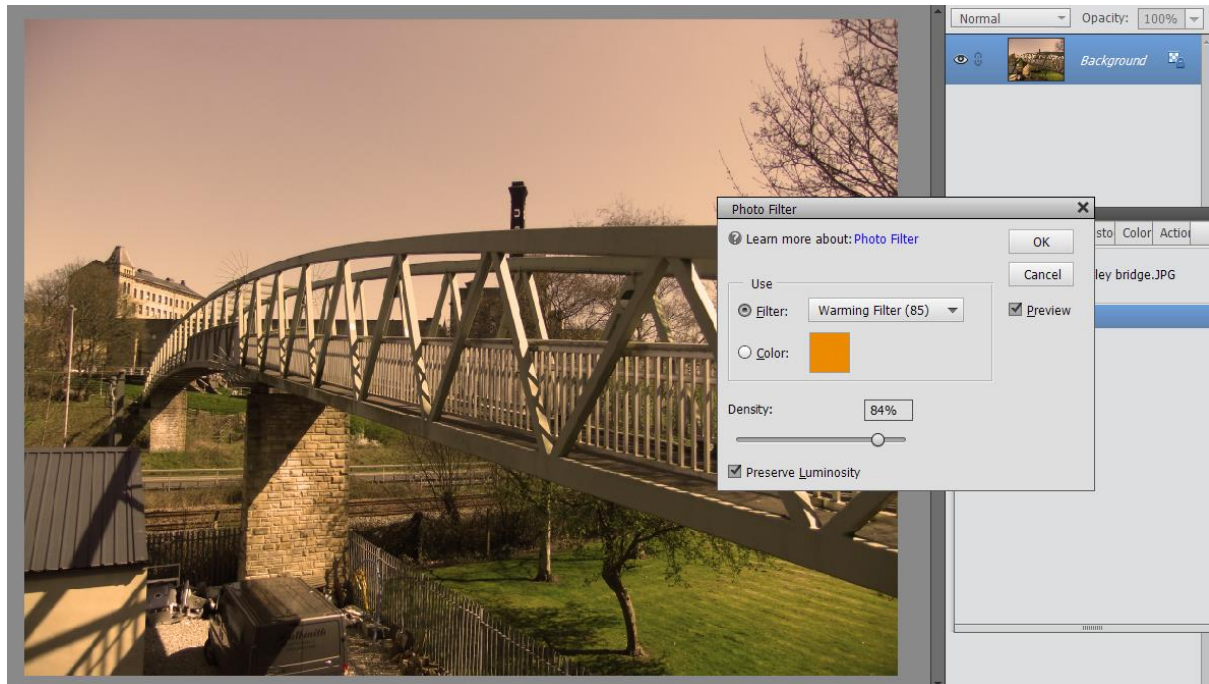 Normal Opacity: 100%
Background
Photo Filter
Learn more about: Photo Filter
OK
Cancel
Preview
Use
Filter: Warming Filter (85)
Color:
Density: 84%
Preserve Luminosity
Color
ley bridge.JPG